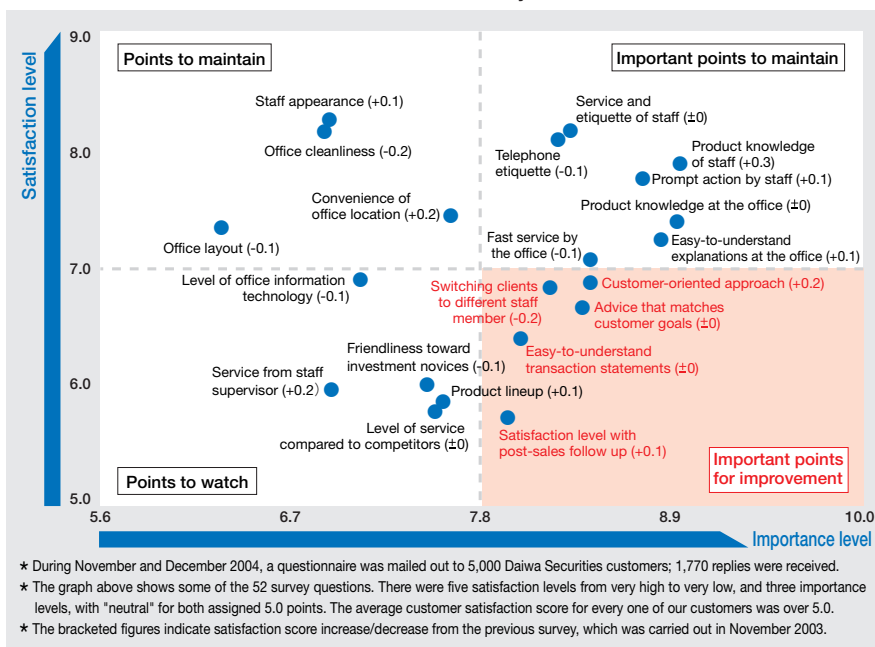 9.0
Satisfaction level
Points to maintain
Important points to maintain
Staff appearance (+0.1)
Office cleanliness (-0.2)
Service and
etiquette of staff (±0)
Telephone
etiquette (-0.1)
Product knowledge
of staff (+0.3)
Prompt action by staff (+0.1)
8.0
Convenience of
office location (+0.2)
Product knowledge at the office (±0)
Office layout (-0.1)
Fast service by
the office (-0.1)
Easy-to-understand
explanations at the office (+0.1)
7.0
Level of office information
technology (-0.1)
Switching clients
to different staff
member (-0.2)
Customer-oriented approach (+0.2)
Advice that matches
customer goals (±0)
Easy-to-understand
transaction statements (±0)
Friendliness toward
investment novices (-0.1)
Service from staff
supervisor (+0.2)
6.0
Product lineup (+0.1)
Level of service
compared to competitors (±0)
Satisfaction level with
post-sales follow up (+0.1)
Points to watch
Important points
for improvement
5.0
5.6 6.7 7.8 8.9 10.0
Importance level
* During November and December 2004, a questionnaire was mailed out to 5,000 Daiwa Securities customers; 1,770 replies were received.
* The graph above shows some of the 52 survey questions. There were five satisfaction levels from very high to very low, and three importance
levels, with "neutral" for both assigned 5.0 points. The average customer satisfaction score for every one of our customers was over 5.0.
* The bracketed figures indicate satisfaction score increase/decrease from the previous survey, which was carried out in November 2003.